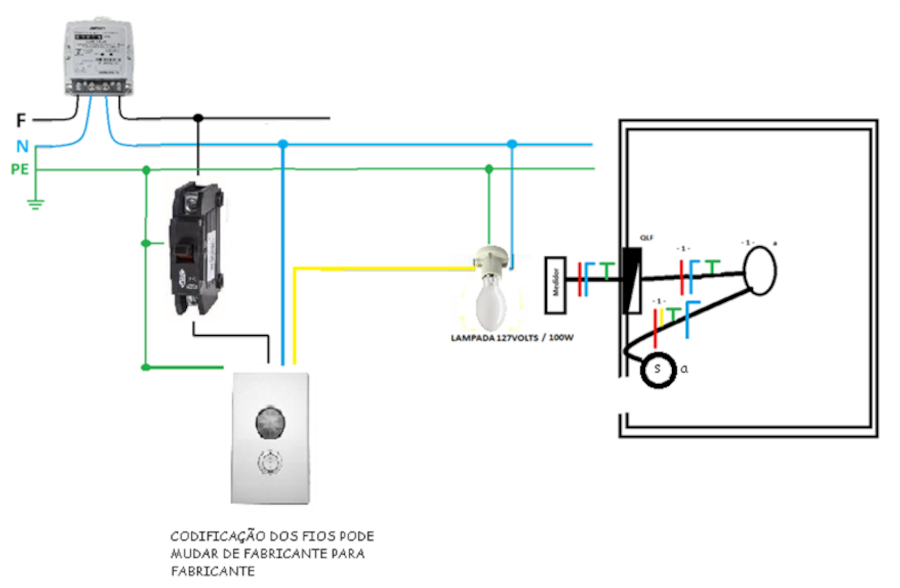 F
N
PE
QLF
- 1 -
- 1 -
a
Medidor
- 1 -
LAMPADA 127VOLTS / 100W
S
a
CODIFICAÇÃO DOS FIOS PODE
MUDAR DE FABRICANTE PARA
FABRICANTE